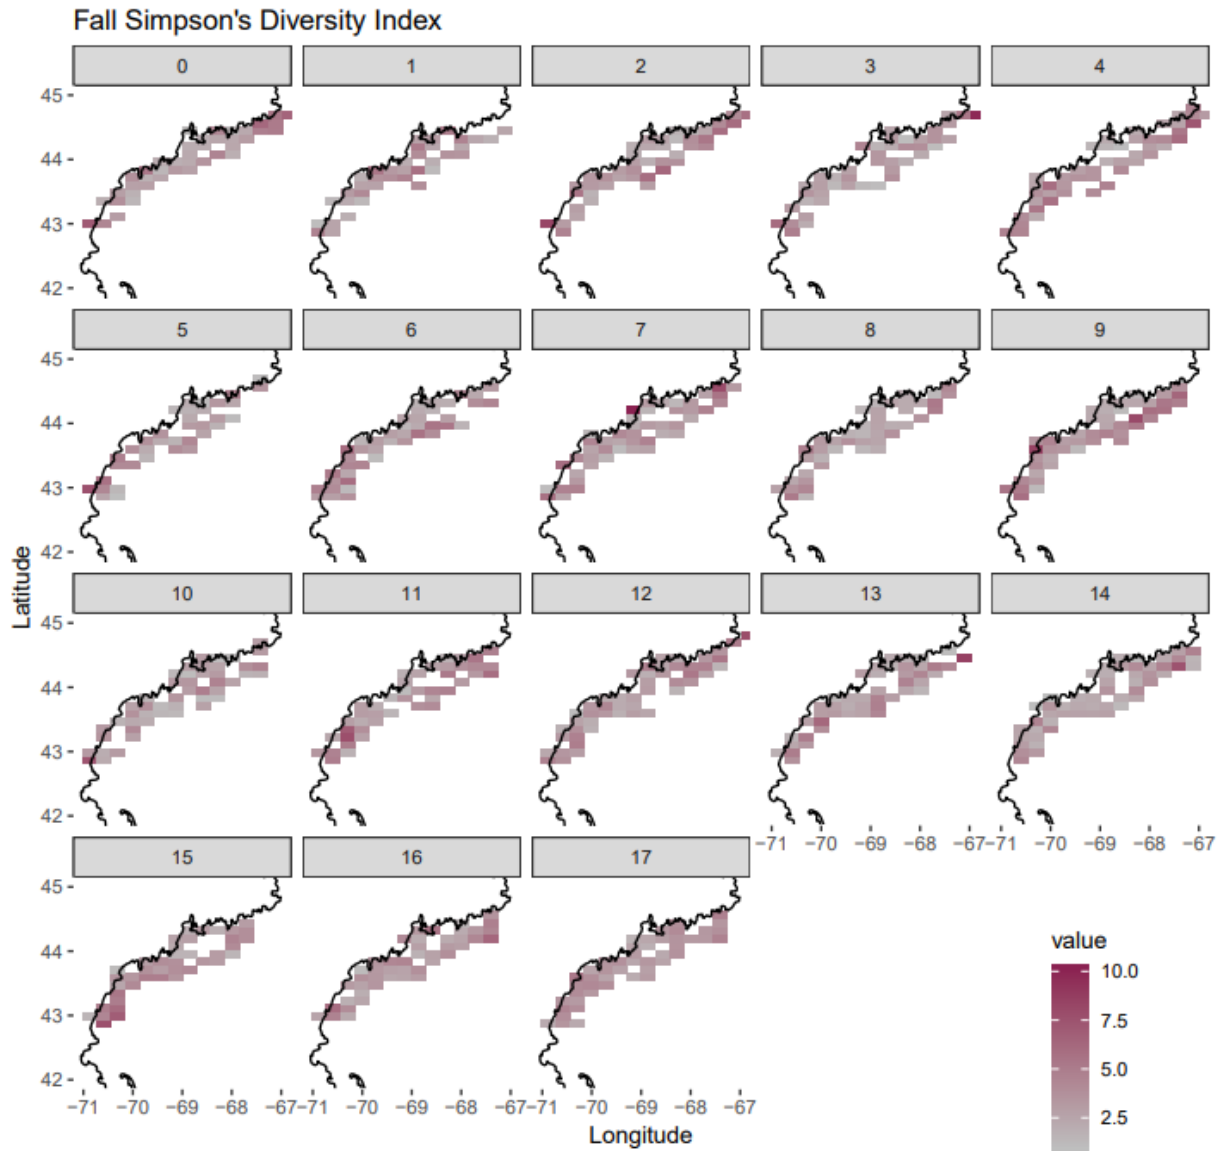 Fall Simpson's Diversity Index
0 1 2 3 4
45
44
43
42
5 6 7 8 9
45
44
43
42
10 11 12 13 14
45
44
43
42
−71 −70 −69 −68 −67 −71 −70 −69 −68 −67
15 16 17
45
44
43
42
−71 −70 −69 −68 −67 −71 −70 −69 −68 −67 −71 −70 −69 −68 −67
Latitude
Longitude
value
10.0
7.5
5.0
2.5